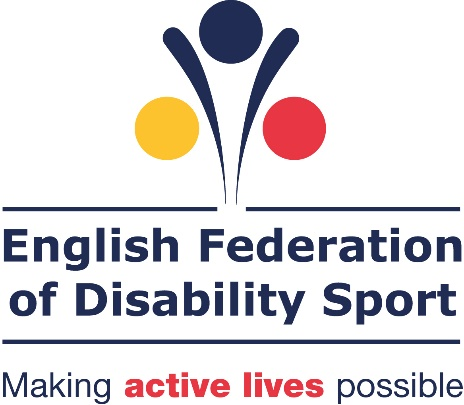 English Federation
of Disability Sport
Making active lives possible